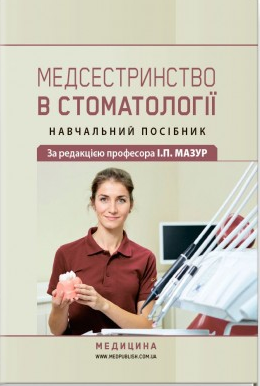 МЕДСЕСТРИНСТВО
В СТОМАТОЛОГІЇ
НАВЧАЛЬНИЙ ПОСІБНИК
За редакцією професора І.П. МАЗУР
МЕДИЦИНА
WWW.MEDPUBLISH.COM.UA